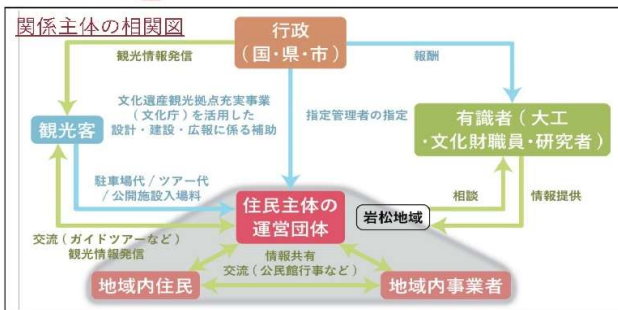 関係主体の相関図
行政
(国・県・市)
観光情報発信
報酬
文化遺産観光拠点充実事業
(文化庁)を活用した
設計・建設・広報に係る補助
指定管理者の指定
観光客
有識者(大工
・文化財職員・研究者)
駐車場代 / ツアー代
/ 公開施設入場料
住民主体の
運営団体
岩松地域
相談
情報提供
交流(ガイドツアーなど)
観光情報発信
情報共有
交流(公民館行事など)
地域内住民
地域内事業者